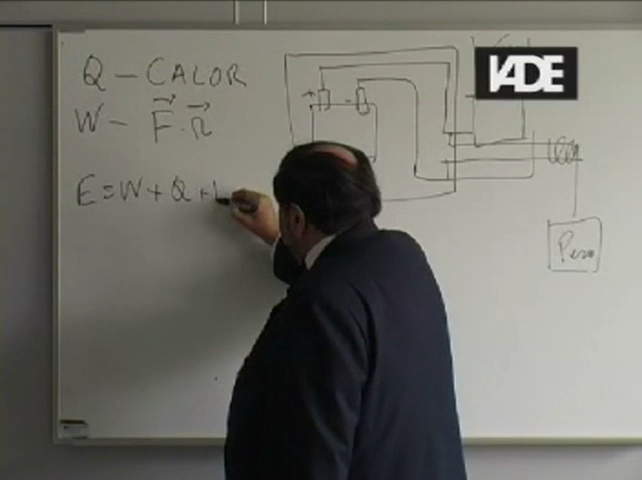 Q - CALOR
W - F . r
E = W + Q +
+ -
Peso
IADE